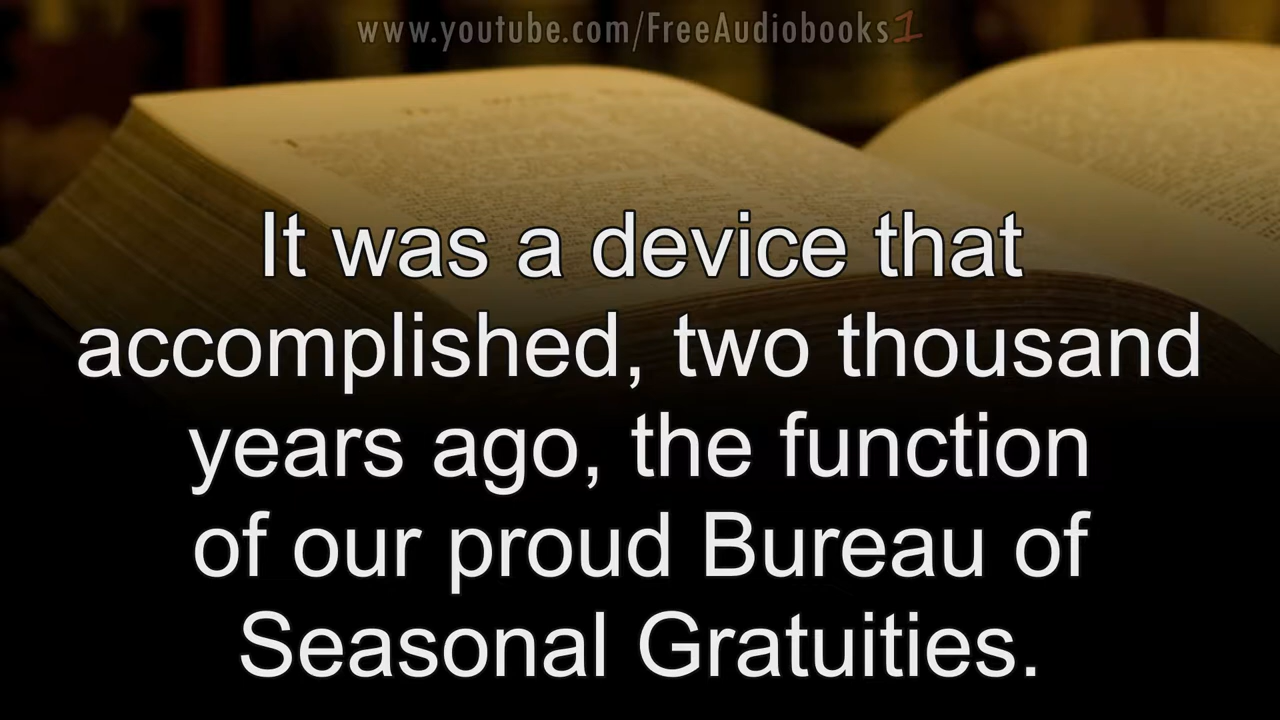 www.youtube.com/FreeAudiobooks1
It was a device that
accomplished, two thousand
years ago, the function
of our proud Bureau of
Seasonal Gratuities.